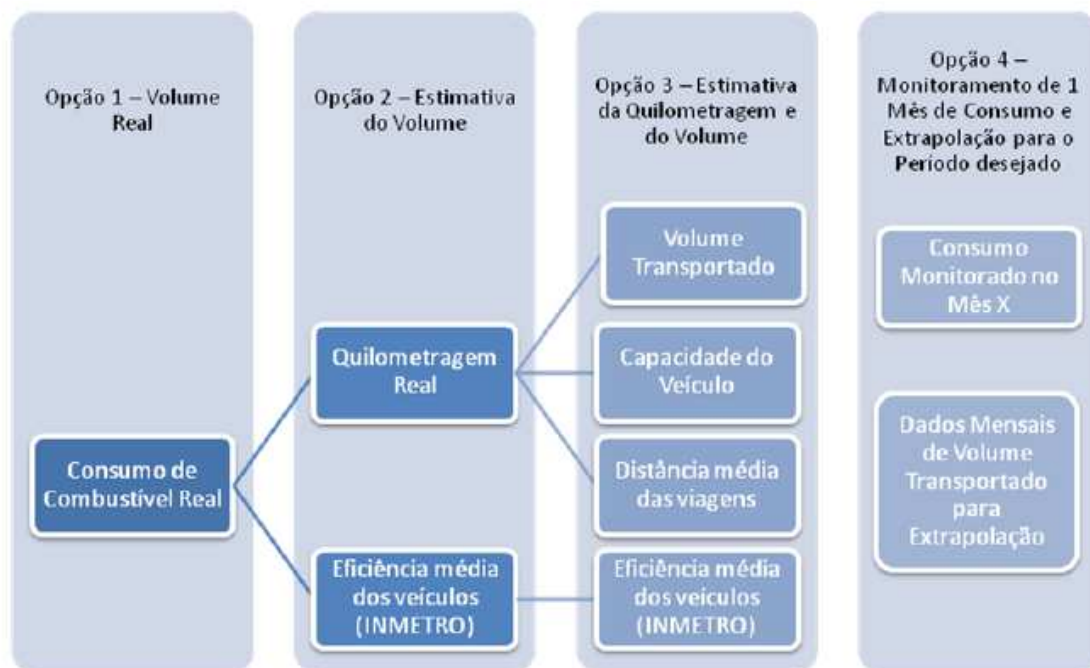 Opção 1 – Volume
Real
Consumo de
Combustível Real
Opção 2 – Estimativa
do Volume
Quilometragem
Real
Eficiência média
dos veículos
(INMETRO)
Opção 3 – Estimativa
da Quilometragem e
do Volume
Volume
Transportado
Capacidade do
Veículo
Distância média
das viagens
Eficiência média
dos veículos
(INMETRO)
Opção 4 –
Monitoramento de 1
Mês de Consumo e
Extrapolação para o
Período desejado
Consumo
Monitorado no
Mês X
Dados Mensais
de Volume
Transportado
para
Extrapolação